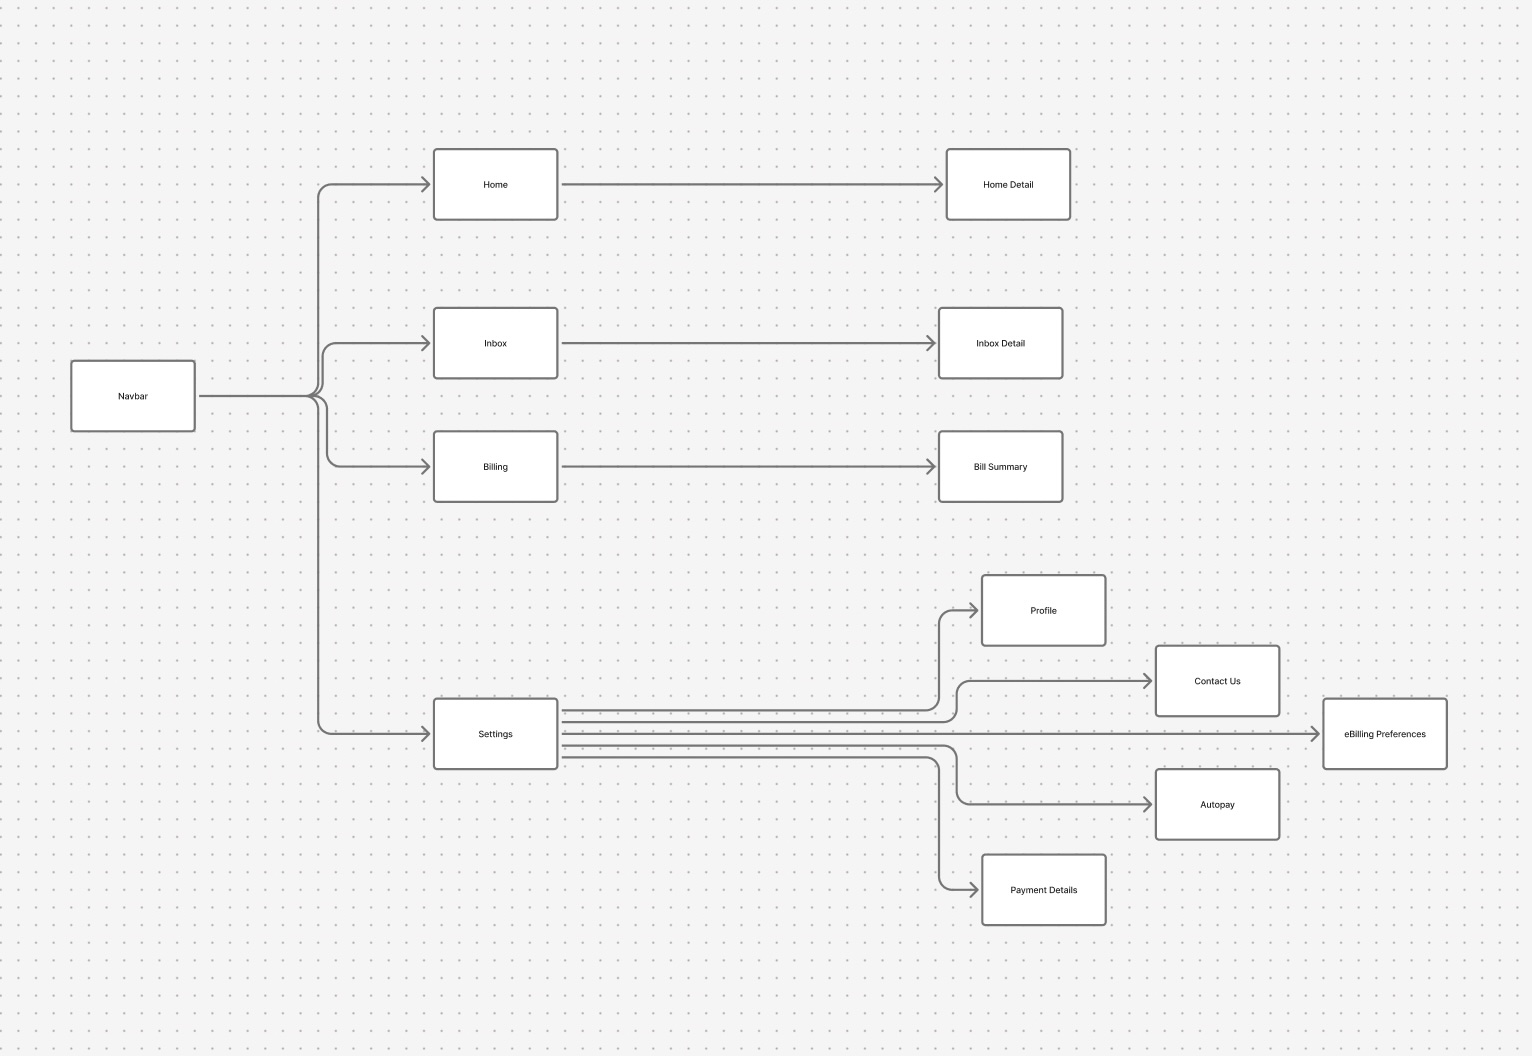 Home
Home Detail
Inbox
Inbox Detail
Navbar
Billing
Bill Summary
Profile
Contact Us
Settings
eBilling Preferences
Autopay
Payment Details